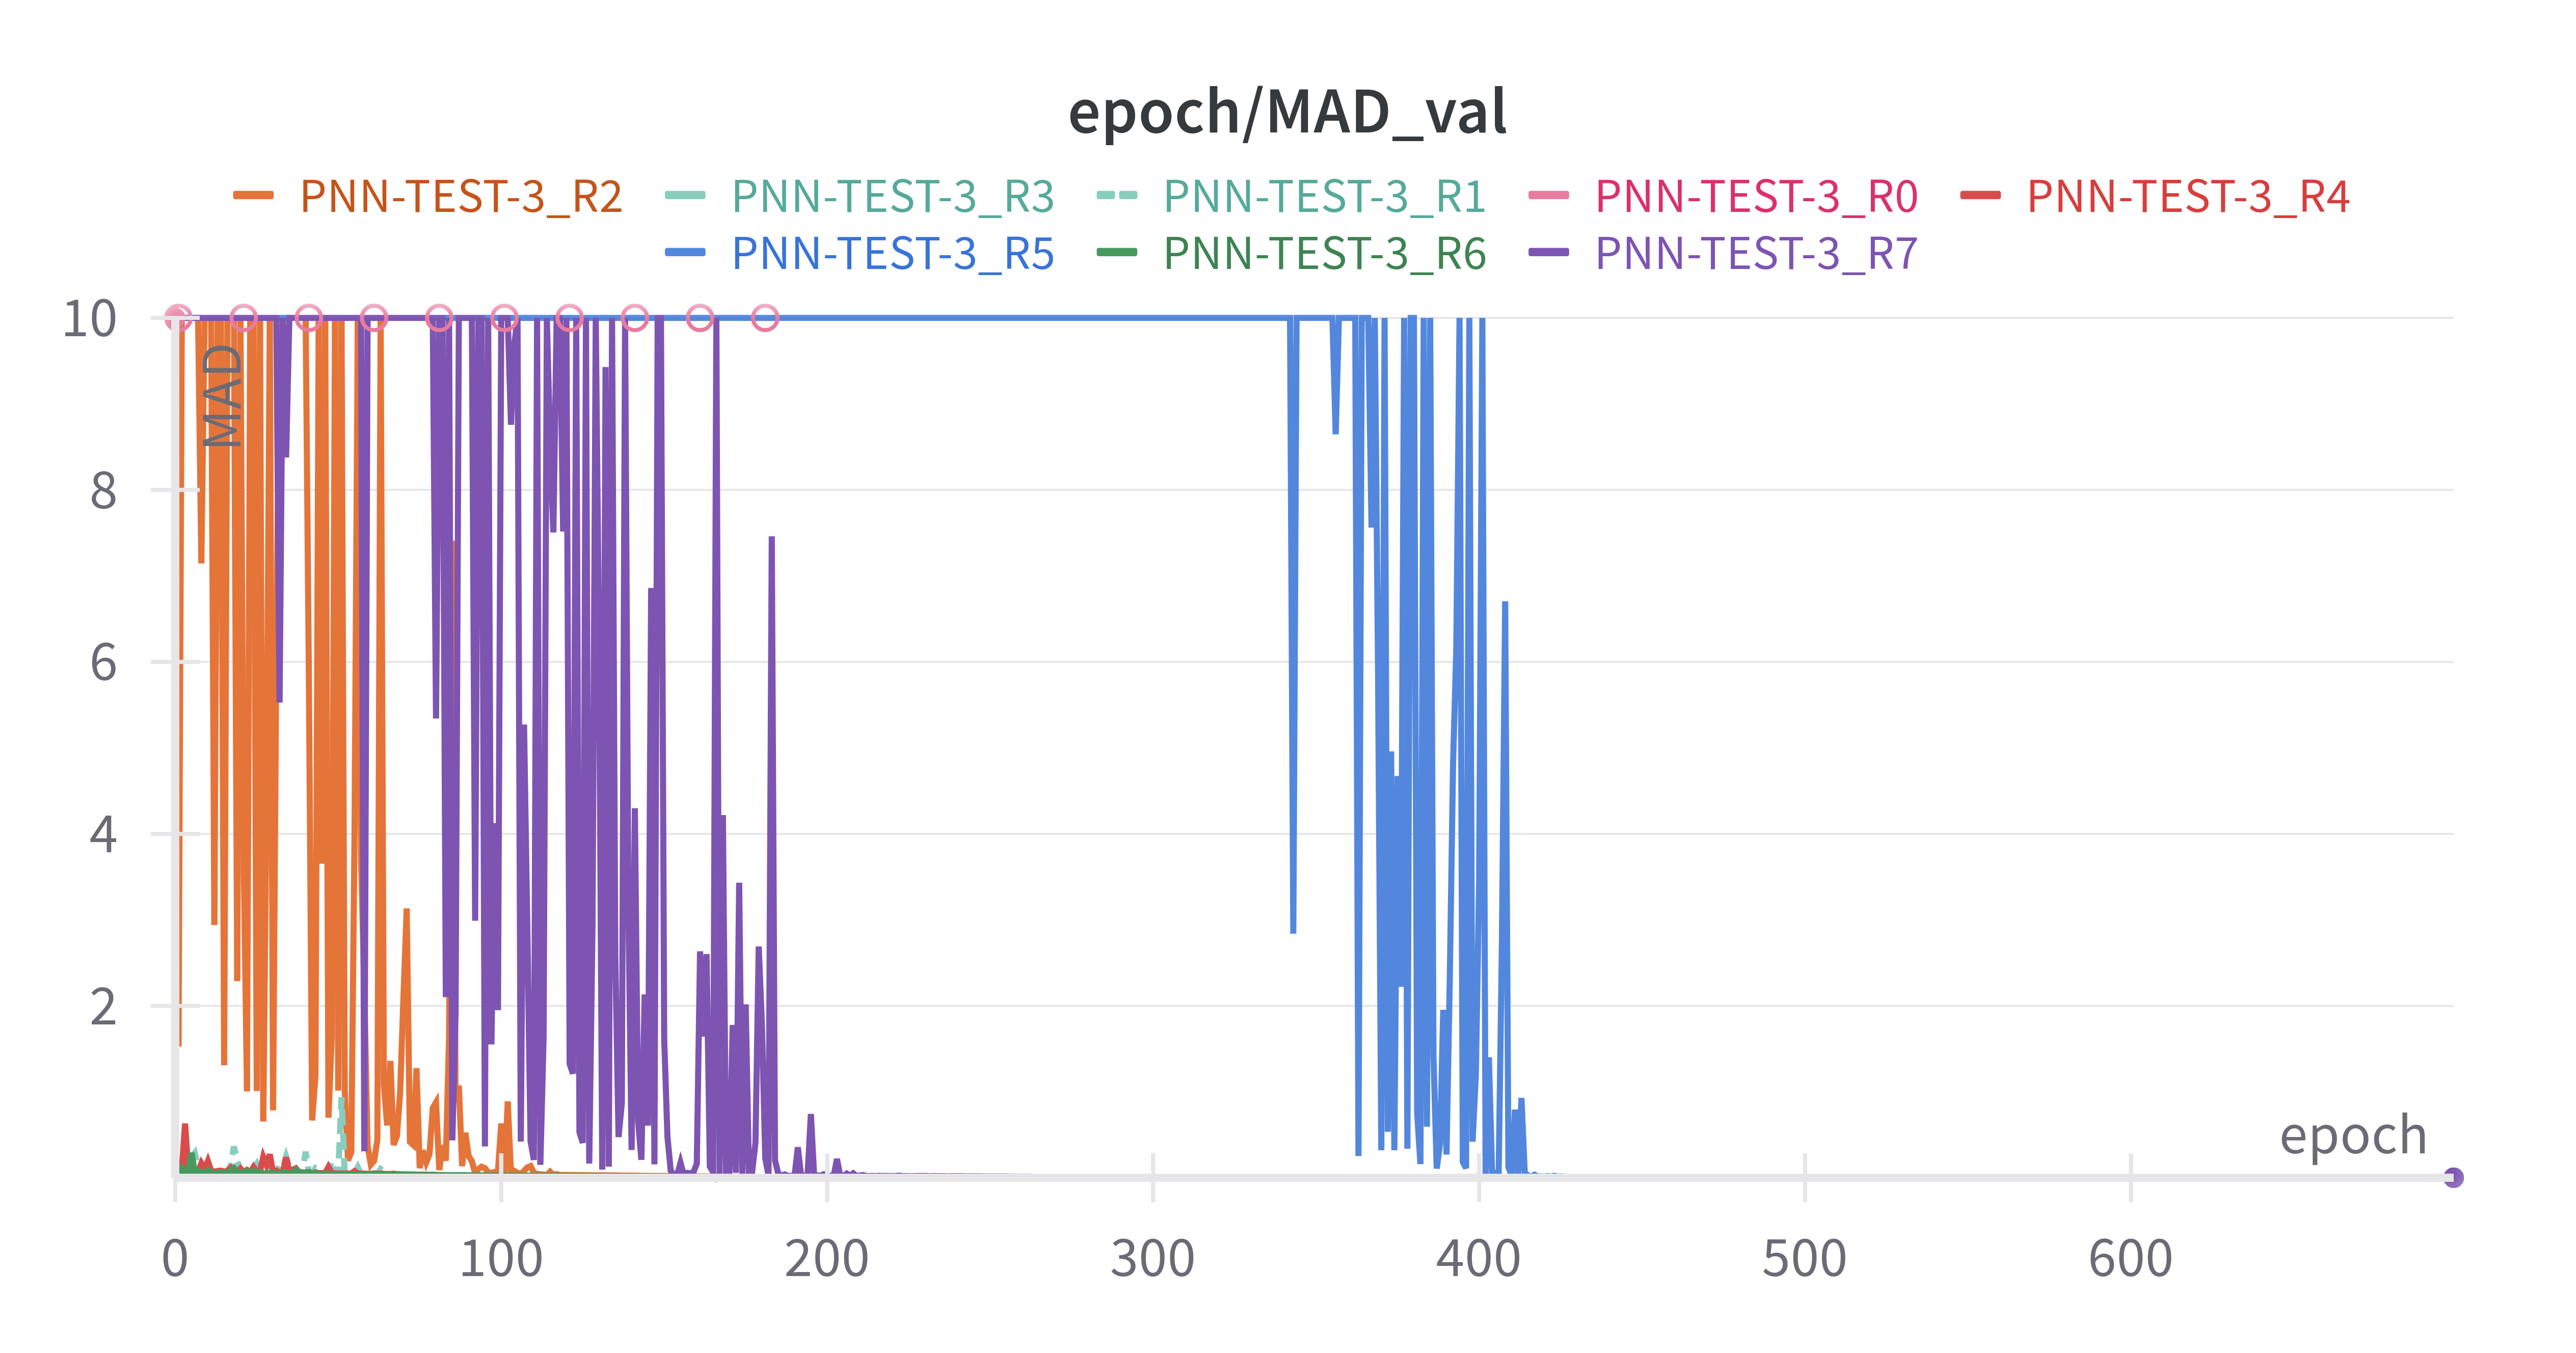 epoch/MAD_val
PNN-TEST-3_R2 PNN-TEST-3_R3 PNN-TEST-3_R1 PNN-TEST-3_R0 PNN-TEST-3_R4
PNN-TEST-3_R5 PNN-TEST-3_R6 PNN-TEST-3_R7
10
MAD
8
6
4
2
epoch
0 100 200 300 400 500 600